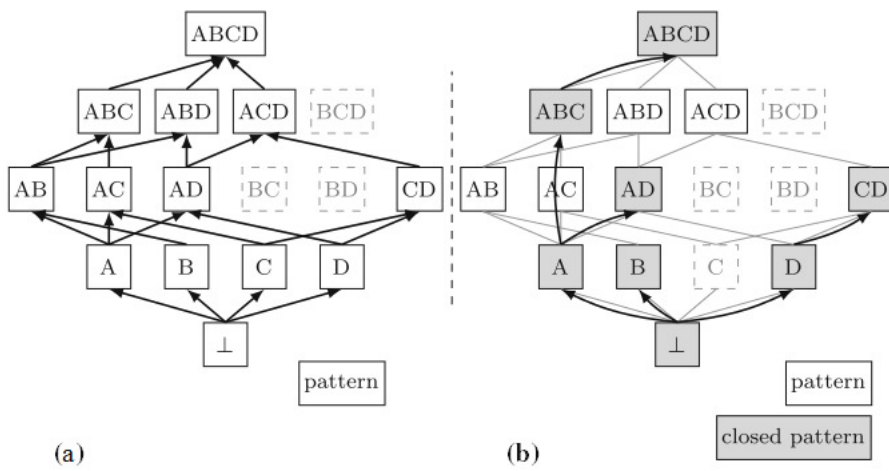 ABCD
ABC ABD ACD BCD
AB AC AD BC BD CD
A B C D
⊥
pattern
(a)
ABCD
ABC ABD ACD BCD
AB AC AD BC BD CD
A B C D
⊥
pattern
closed pattern
(b)